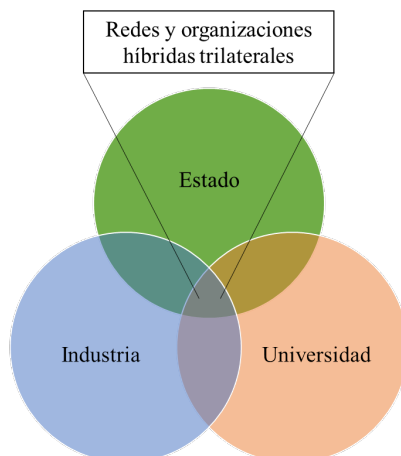 Redes y organizaciones
híbridas trilaterales
Estado
Industria
Universidad